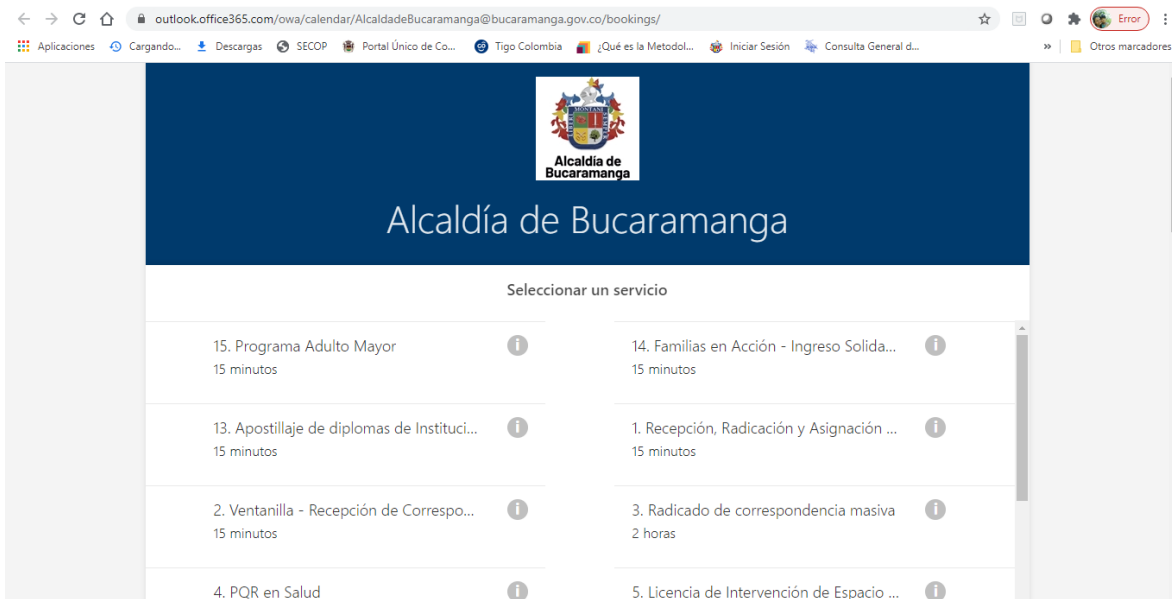 outlook.office365.com/owa/calendar/AlcaldadeBucaramanga@bucaramanga.gov.co/bookings/
Error
Aplicaciones Cargando... Descargas SECOP Portal Único de Co... Tigo Colombia ¿Qué es la Metodol... Iniciar Sesión Consulta General d... » Otros marcadores
MONTANI
Alcaldía de
Bucaramanga
Alcaldía de Bucaramanga
Seleccionar un servicio
15. Programa Adulto Mayor
15 minutos
14. Familias en Acción - Ingreso Solida...
15 minutos
13. Apostillaje de diplomas de Instituci...
15 minutos
1. Recepción, Radicación y Asignación ...
15 minutos
2. Ventanilla - Recepción de Correspo...
15 minutos
3. Radicado de correspondencia masiva
2 horas
4. PQR en Salud
5. Licencia de Intervención de Espacio ...